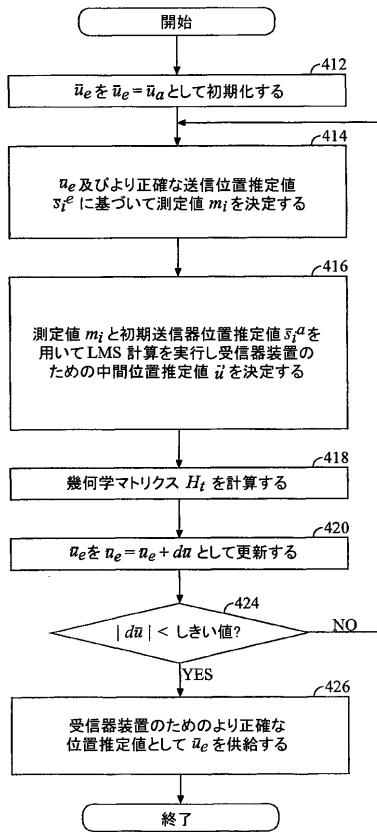 開始
412
ūe を ūe = ūa として初期化する
414
ūe 及びより正確な送信位置推定値
s̄iᵉ に基づいて測定値 mi を決定する
416
測定値 mi と初期送信器位置推定値 s̄iᵃ を
用いて LMS 計算を実行し受信器装置の
ための中間位置推定値 ū' を決定する
418
幾何学マトリクス Ht を計算する
420
ūe を ūe = ūe + dū として更新する
424
| dū | < しきい値?
NO
YES
426
受信器装置のためのより正確な
位置推定値として ūe を供給する
終了